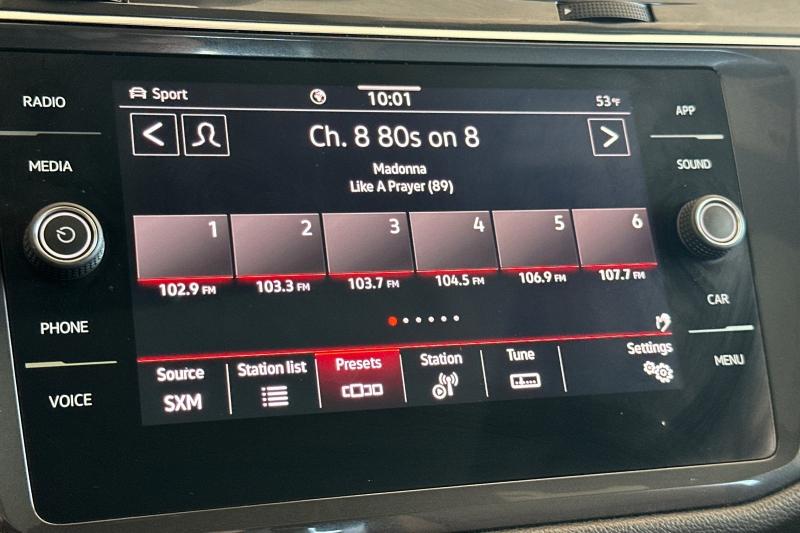 RADIO
MEDIA
PHONE
VOICE
Sport
10:01
53°F
Ch. 8 80s on 8
Madonna
Like A Prayer (89)
1 2 3 4 5 6
102.9 FM 103.3 FM 103.7 FM 104.5 FM 106.9 FM 107.7 FM
Source Station list Presets Station Tune Settings
SXM
APP
SOUND
CAR
MENU